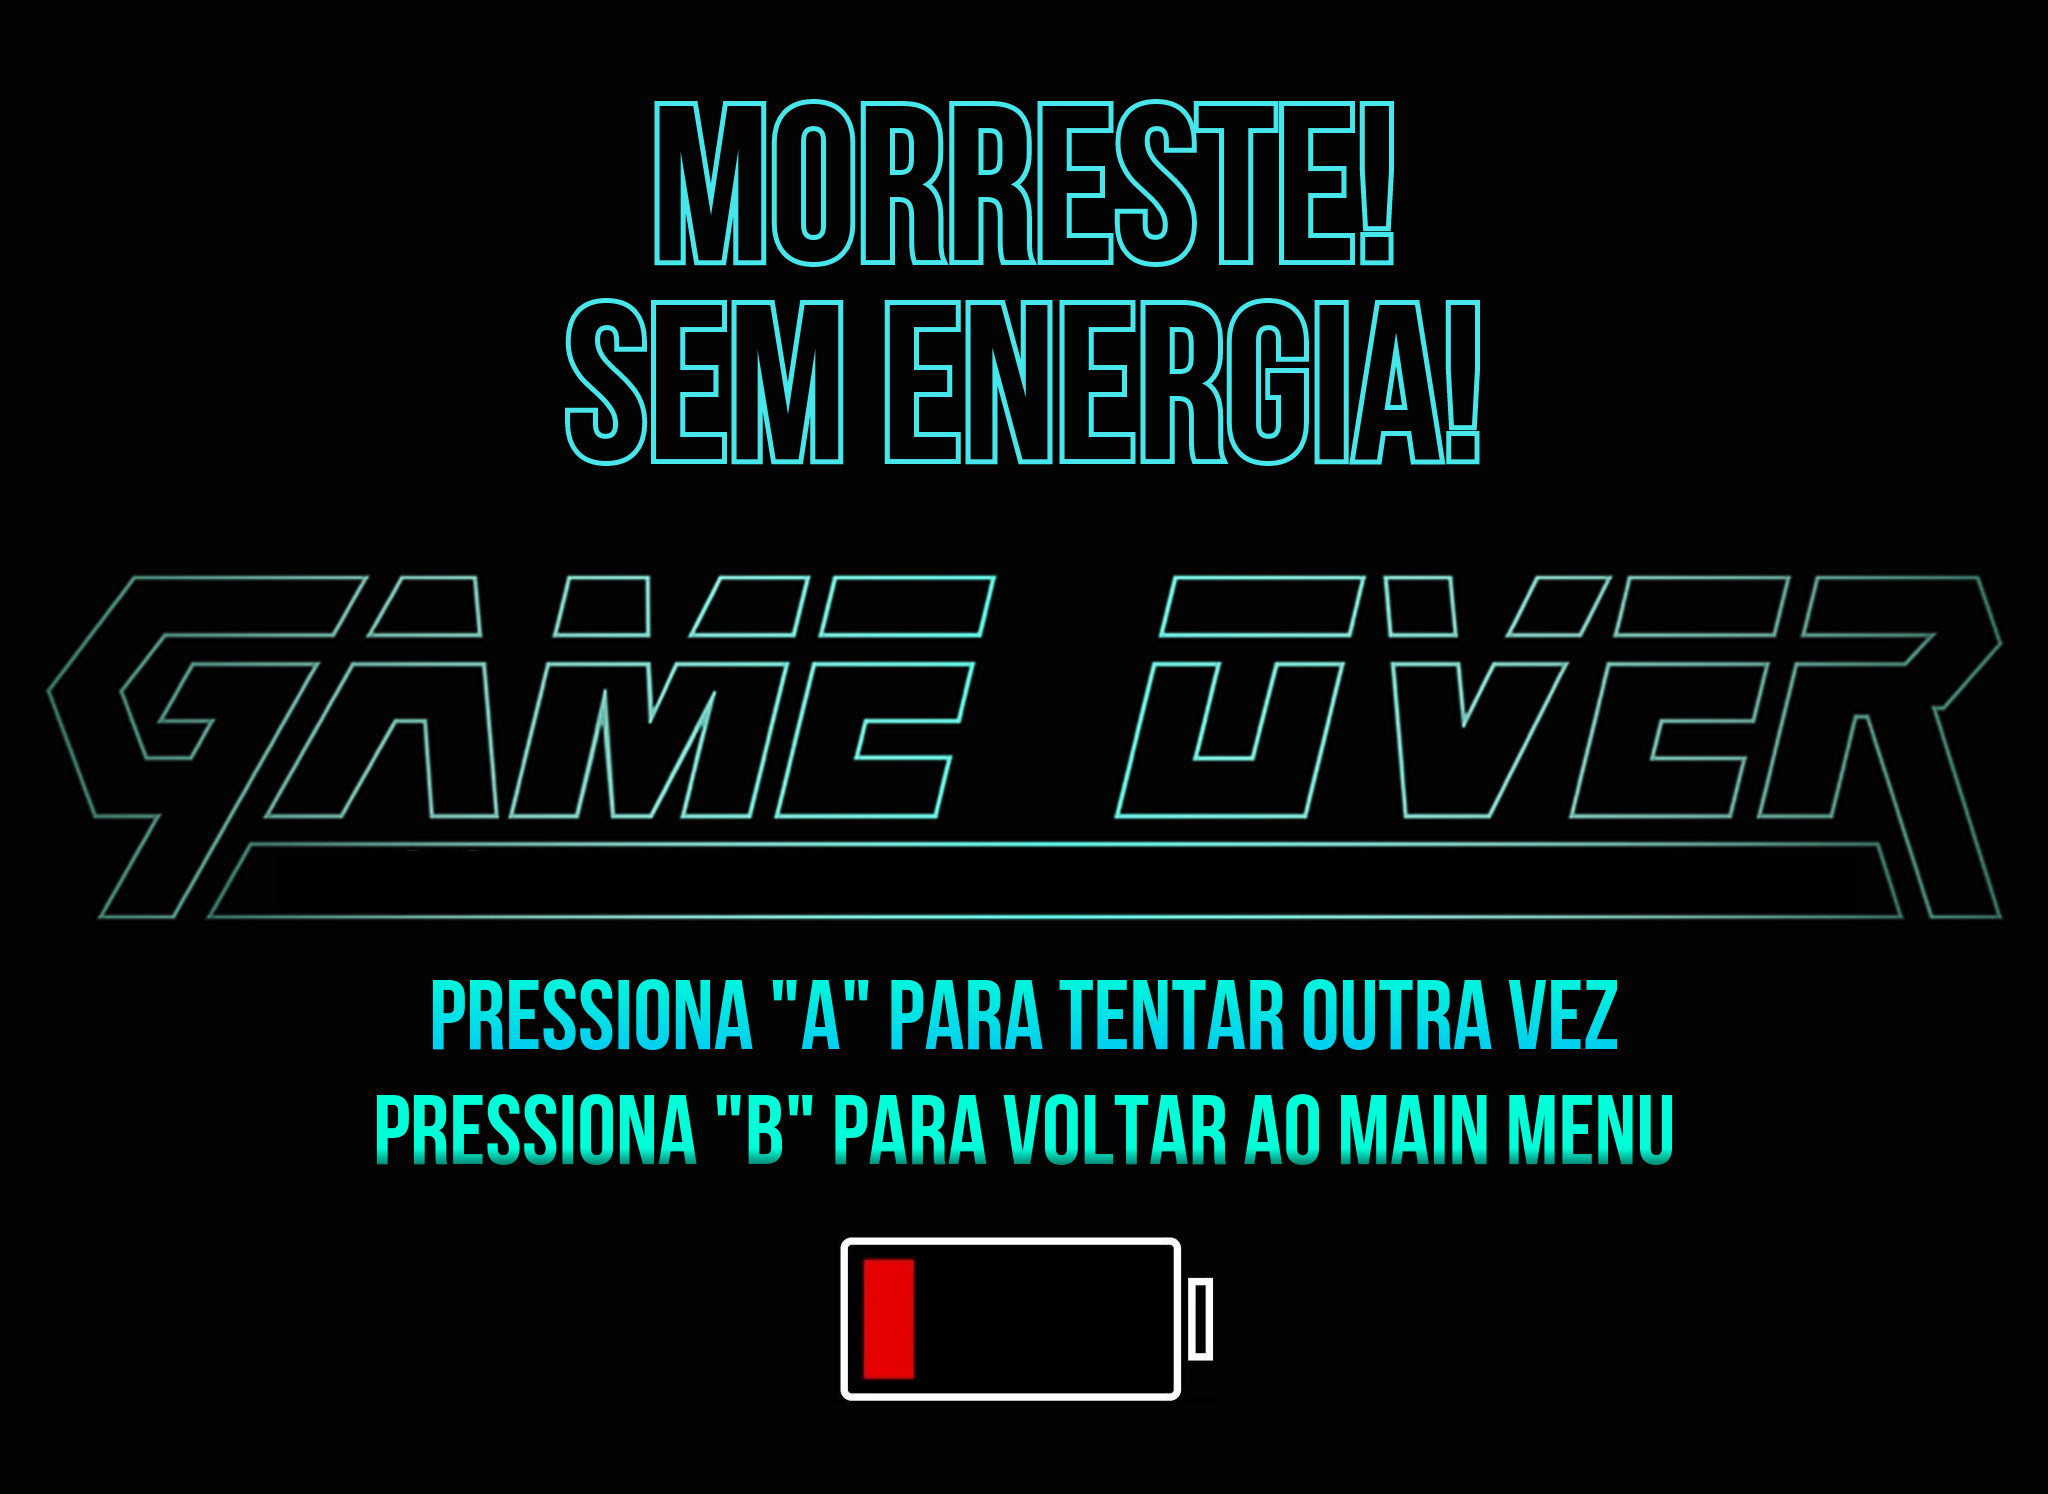 MORRESTE!
SEM ENERGIA!
GAME OVER
PRESSIONA "A" PARA TENTAR OUTRA VEZ
PRESSIONA "B" PARA VOLTAR AO MAIN MENU